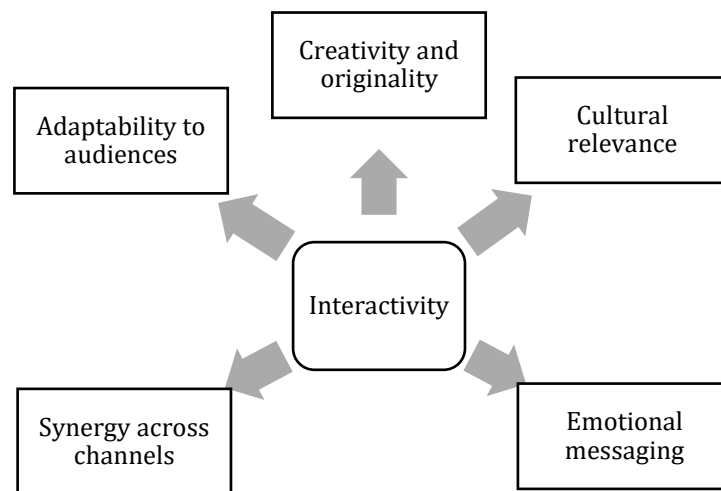 Creativity and
originality
Adaptability to
audiences
Cultural
relevance
Interactivity
Synergy across
channels
Emotional
messaging